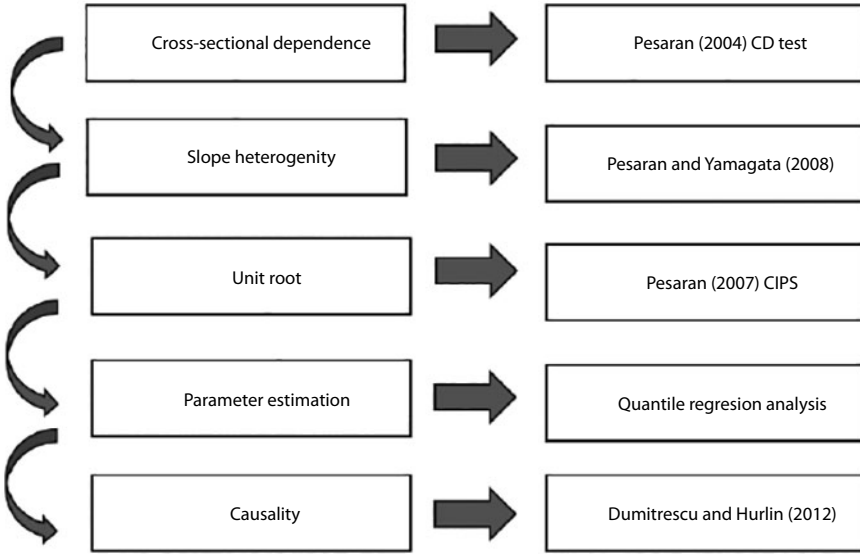 Cross-sectional dependence
Pesaran (2004) CD test
Slope heterogenity
Pesaran and Yamagata (2008)
Unit root
Pesaran (2007) CIPS
Parameter estimation
Quantile regresion analysis
Causality
Dumitrescu and Hurlin (2012)